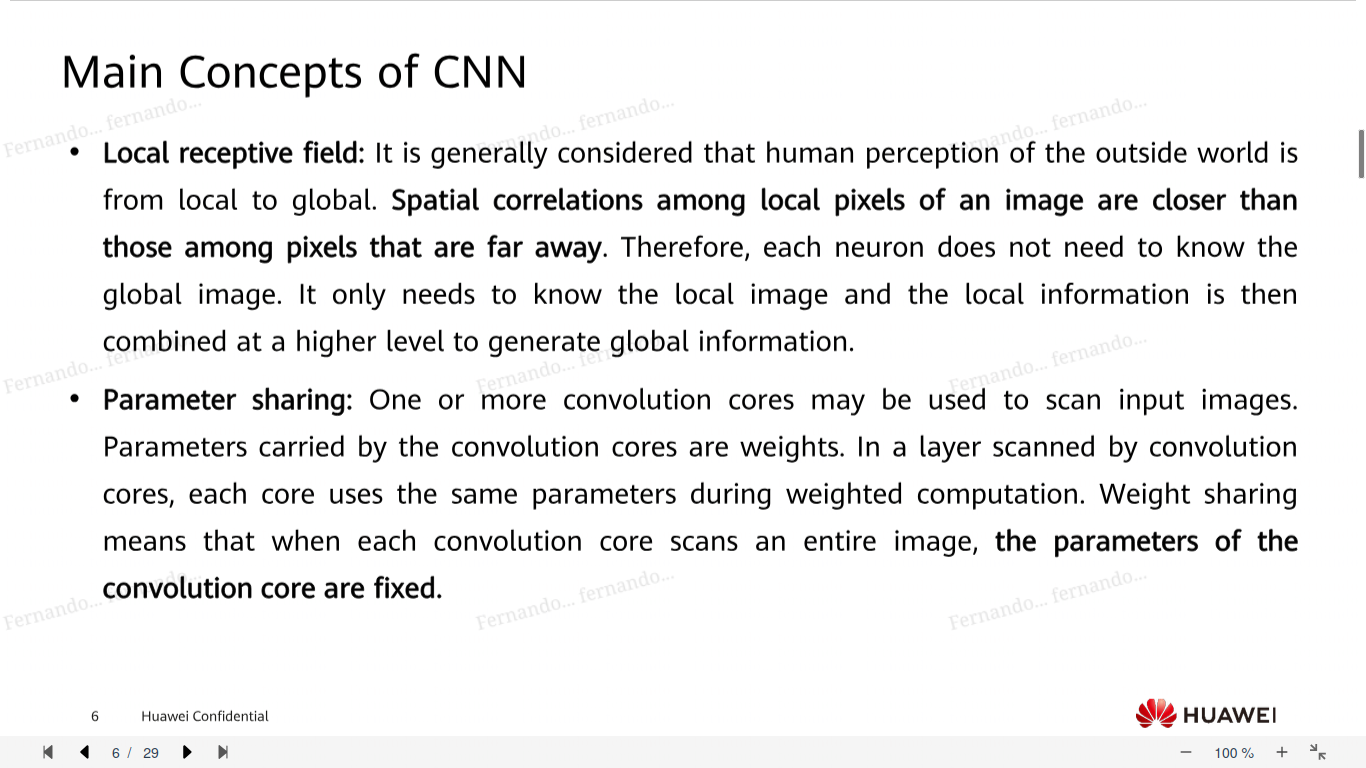 Main Concepts of CNN
Fernando... fernando...
Fernando... fernando...
Fernando... fernando...
• Local receptive field: It is generally considered that human perception of the outside world is
from local to global. Spatial correlations among local pixels of an image are closer than
those among pixels that are far away. Therefore, each neuron does not need to know the
global image. It only needs to know the local image and the local information is then
combined at a higher level to generate global information.
Fernando... fernando...
Fernando... fernando...
Fernando... fernando...
• Parameter sharing: One or more convolution cores may be used to scan input images.
Parameters carried by the convolution cores are weights. In a layer scanned by convolution
cores, each core uses the same parameters during weighted computation. Weight sharing
means that when each convolution core scans an entire image, the parameters of the
convolution core are fixed.
Fernando...
Fernando... fernando...
Fernando... fernando...
6 Huawei Confidential
HUAWEI
6 / 29
100 %